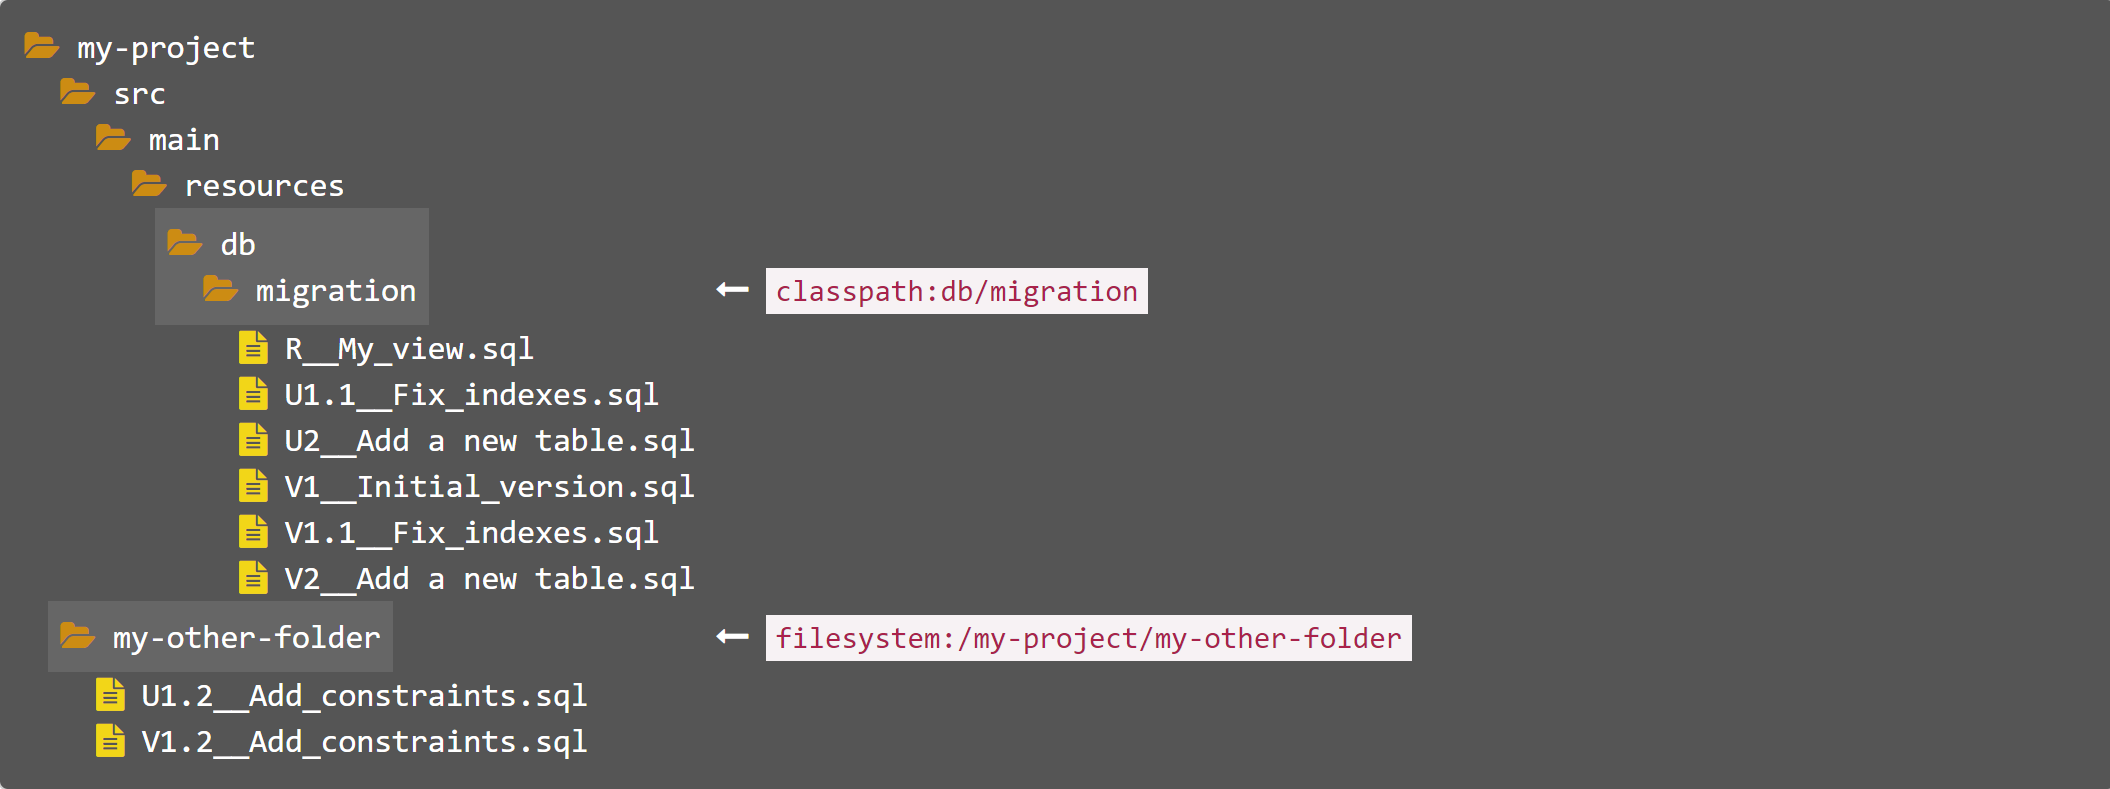 my-project
src
main
resources
db
migration classpath:db/migration
R__My_view.sql
U1.1__Fix_indexes.sql
U2__Add a new table.sql
V1__Initial_version.sql
V1.1__Fix_indexes.sql
V2__Add a new table.sql
my-other-folder filesystem:/my-project/my-other-folder
U1.2__Add_constraints.sql
V1.2__Add_constraints.sql